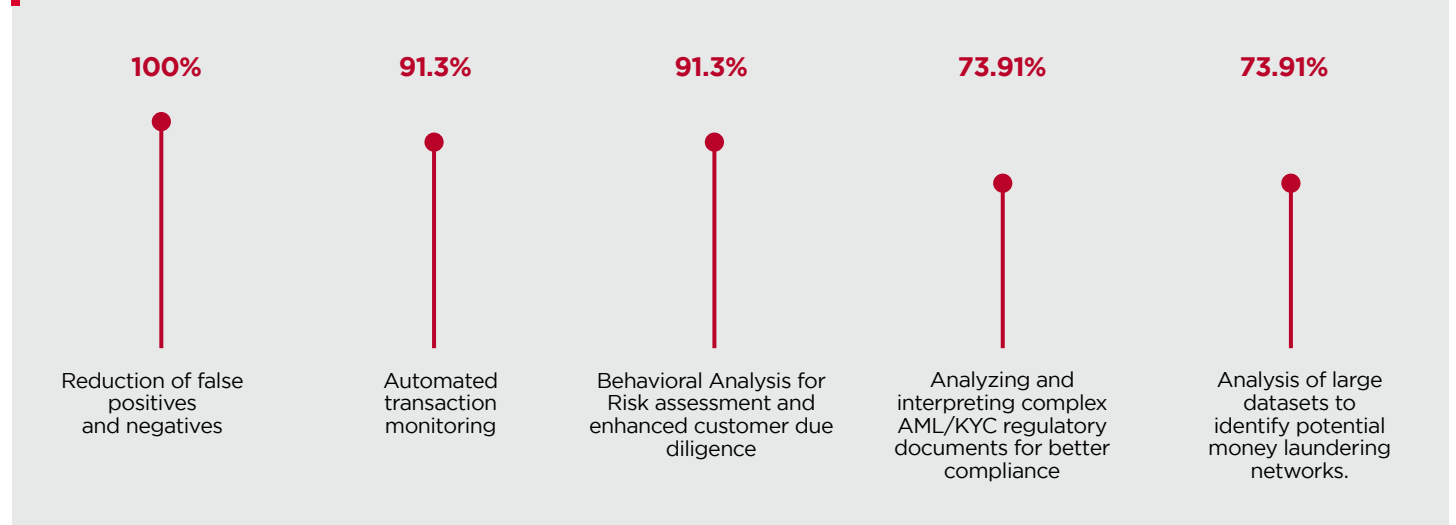 100%
91.3%
91.3%
73.91%
73.91%
Reduction of false
positives
and negatives
Automated
transaction
monitoring
Behavioral Analysis for
Risk assessment and
enhanced customer due
diligence
Analyzing and
interpreting complex
AML/KYC regulatory
documents for better
compliance
Analysis of large
datasets to
identify potential
money laundering
networks.